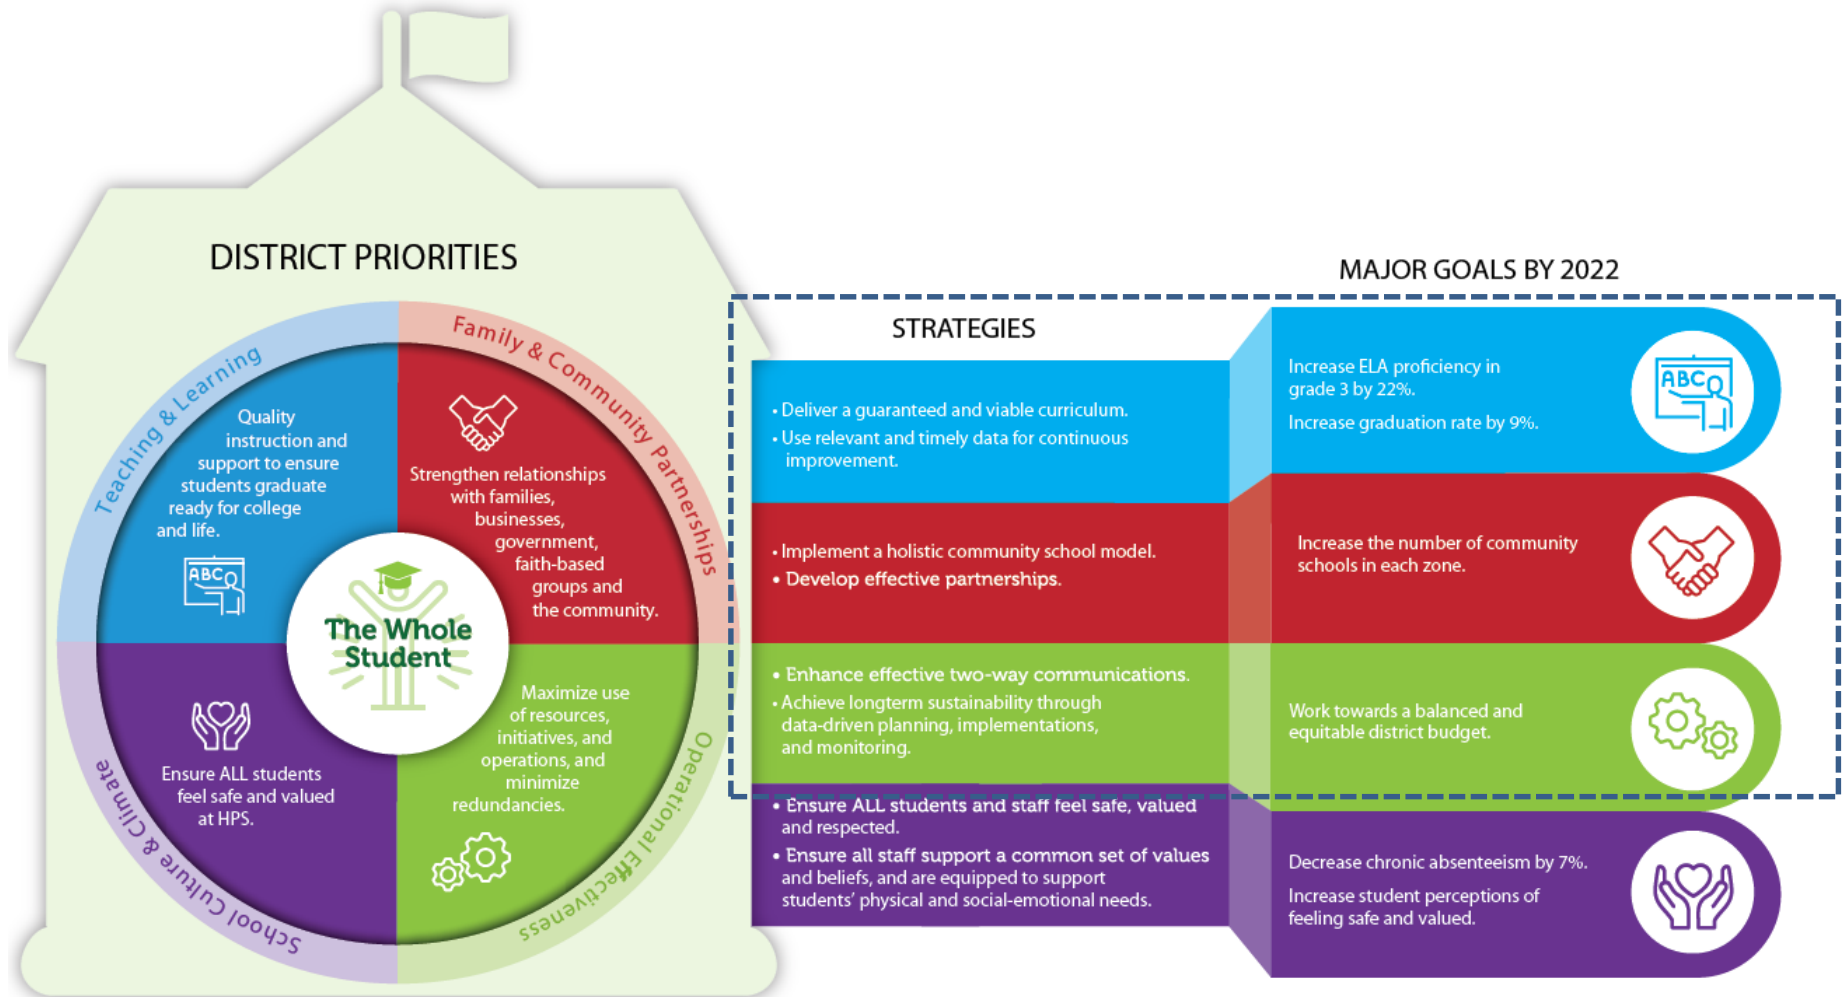 DISTRICT PRIORITIES
Teaching & Learning
Quality
instruction and
support to ensure
students graduate
ready for college
and life.
ABC
Family & Community Partnerships
Strengthen relationships
with families,
businesses,
government,
faith-based
groups and
the community.
The Whole
Student
School Culture & Climate
Ensure ALL students
feel safe and valued
at HPS.
Operational Effectiveness
Maximize use
of resources,
initiatives, and
operations, and
minimize
redundancies.
STRATEGIES
• Deliver a guaranteed and viable curriculum.
• Use relevant and timely data for continuous
improvement.
• Implement a holistic community school model.
• Develop effective partnerships.
• Enhance effective two-way communications.
• Achieve longterm sustainability through
data-driven planning, implementations,
and monitoring.
• Ensure ALL students and staff feel safe, valued
and respected.
• Ensure all staff support a common set of values
and beliefs, and are equipped to support
students' physical and social-emotional needs.
MAJOR GOALS BY 2022
Increase ELA proficiency in
grade 3 by 22%.
Increase graduation rate by 9%.
ABC
Increase the number of community
schools in each zone.
Work towards a balanced and
equitable district budget.
Decrease chronic absenteeism by 7%.
Increase student perceptions of
feeling safe and valued.